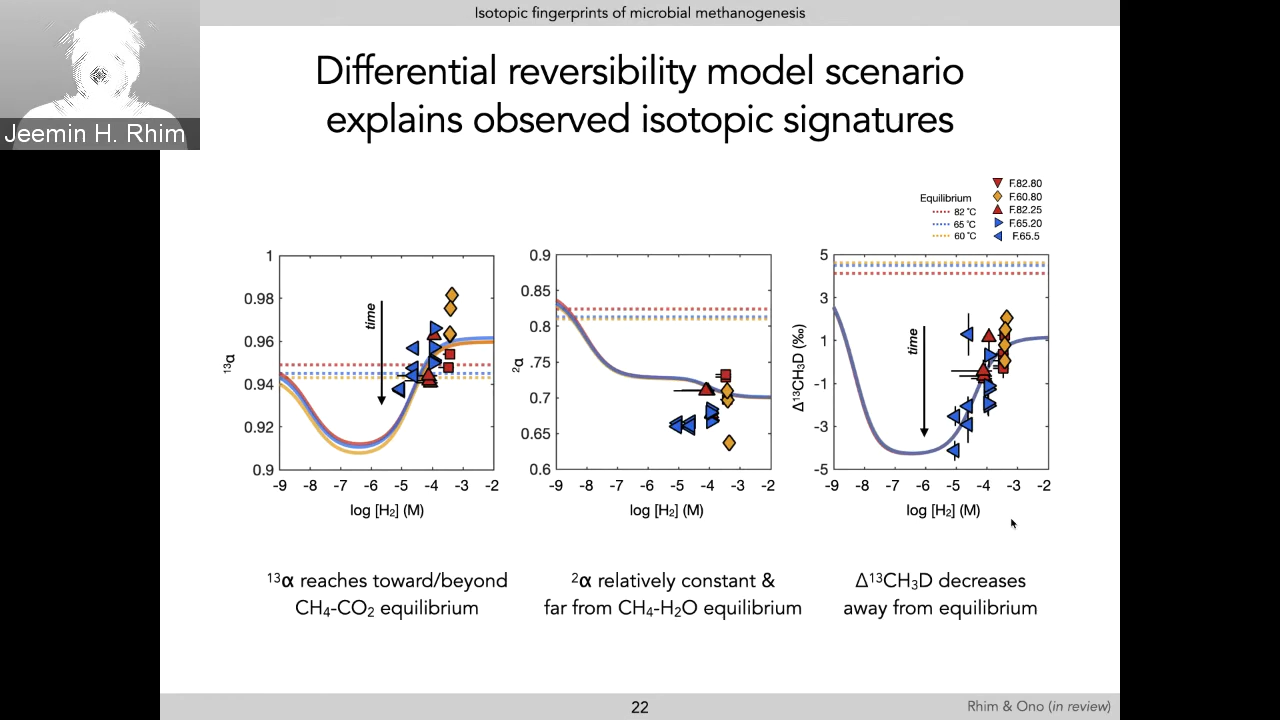 Isotopic fingerprints of microbial methanogenesis
Jeemin H. Rhim
Differential reversibility model scenario
explains observed isotopic signatures
Equilibrium
82 °C
65 °C
60 °C
F.82.80
F.60.80
F.82.25
F.65.20
F.65.5
¹³α
1
0.98
0.96
0.94
0.92
0.9
time
-9 -8 -7 -6 -5 -4 -3 -2
log [H₂] (M)
²α
0.9
0.85
0.8
0.75
0.7
0.65
0.6
-9 -8 -7 -6 -5 -4 -3 -2
log [H₂] (M)
Δ¹³CH₃D (‰)
5
3
1
-1
-3
-5
time
-9 -8 -7 -6 -5 -4 -3 -2
log [H₂] (M)
¹³α reaches toward/beyond
CH₄-CO₂ equilibrium
²α relatively constant &
far from CH₄-H₂O equilibrium
Δ¹³CH₃D decreases
away from equilibrium
22
Rhim & Ono (in review)